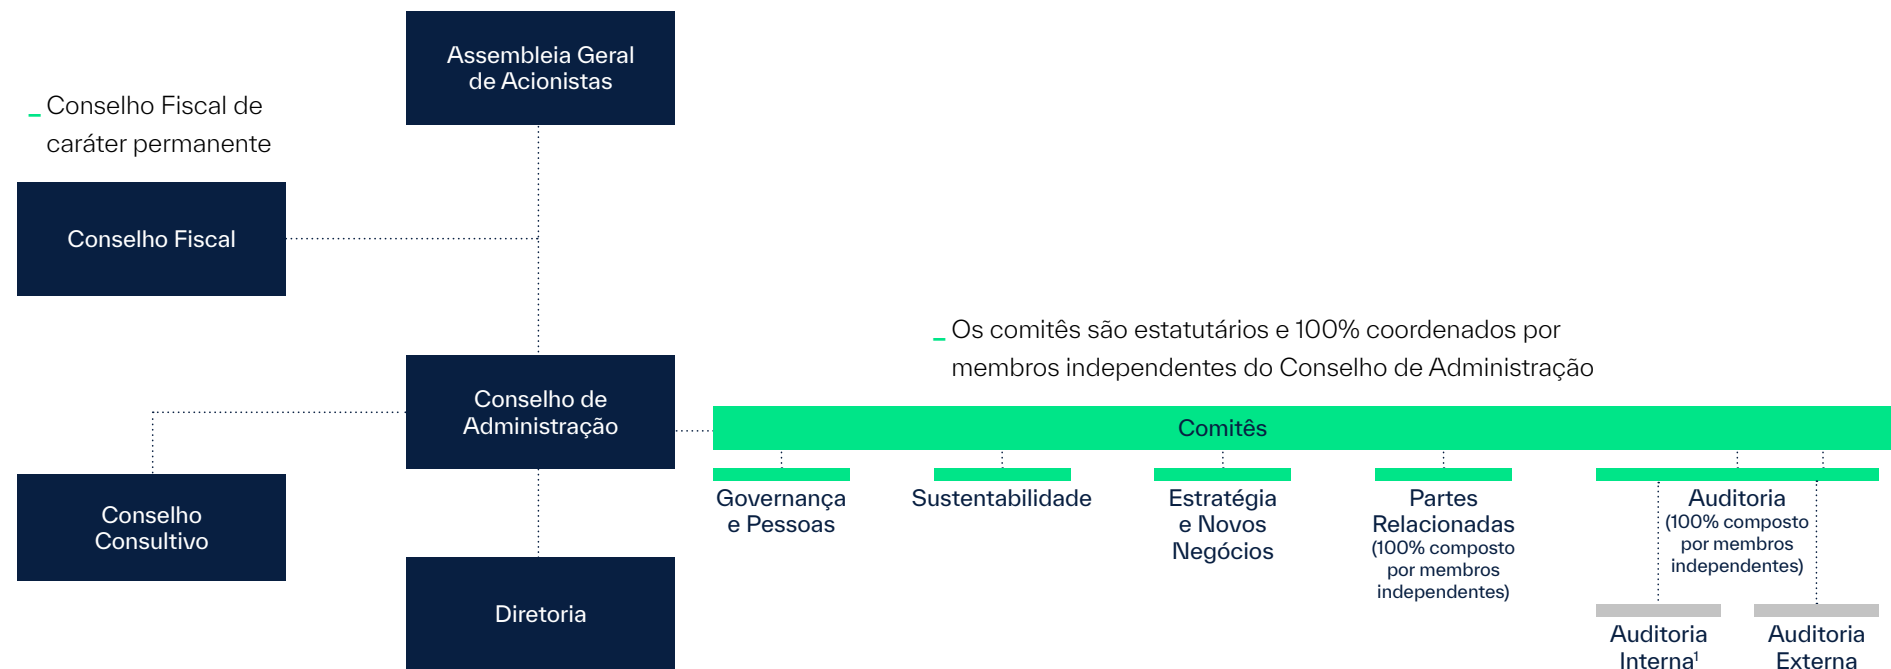 Assembleia Geral
de Acionistas
_ Conselho Fiscal de
caráter permanente
Conselho Fiscal
_ Os comitês são estatutários e 100% coordenados por
membros independentes do Conselho de Administração
Conselho de
Administração
Comitês
Conselho
Consultivo
Diretoria
Governança
e Pessoas
Sustentabilidade
Estratégia
e Novos
Negócios
Partes
Relacionadas
(100% composto
por membros
independentes)
Auditoria
(100% composto
por membros
independentes)
Auditoria
Interna¹
Auditoria
Externa